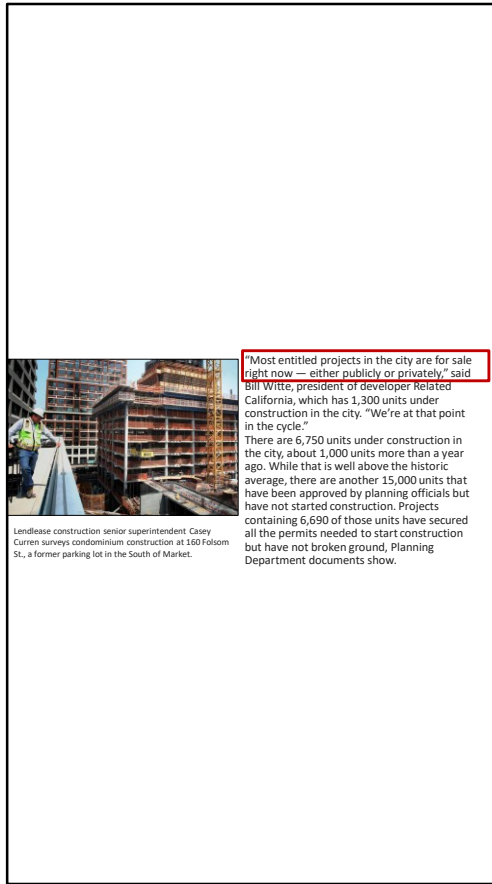 “Most entitled projects in the city are for sale
right now — either publicly or privately,” said
Bill Witte, president of developer Related
California, which has 1,300 units under
construction in the city. “We’re at that point
in the cycle.”
There are 6,750 units under construction in
the city, about 1,000 units more than a year
ago. While that is well above the historic
average, there are another 15,000 units that
have been approved by planning officials but
have not started construction. Projects
containing 6,690 of those units have secured
all the permits needed to start construction
but have not broken ground, Planning
Department documents show.
Lendlease construction senior superintendent Casey
Curren surveys condominium construction at 160 Folsom
St., a former parking lot in the South of Market.